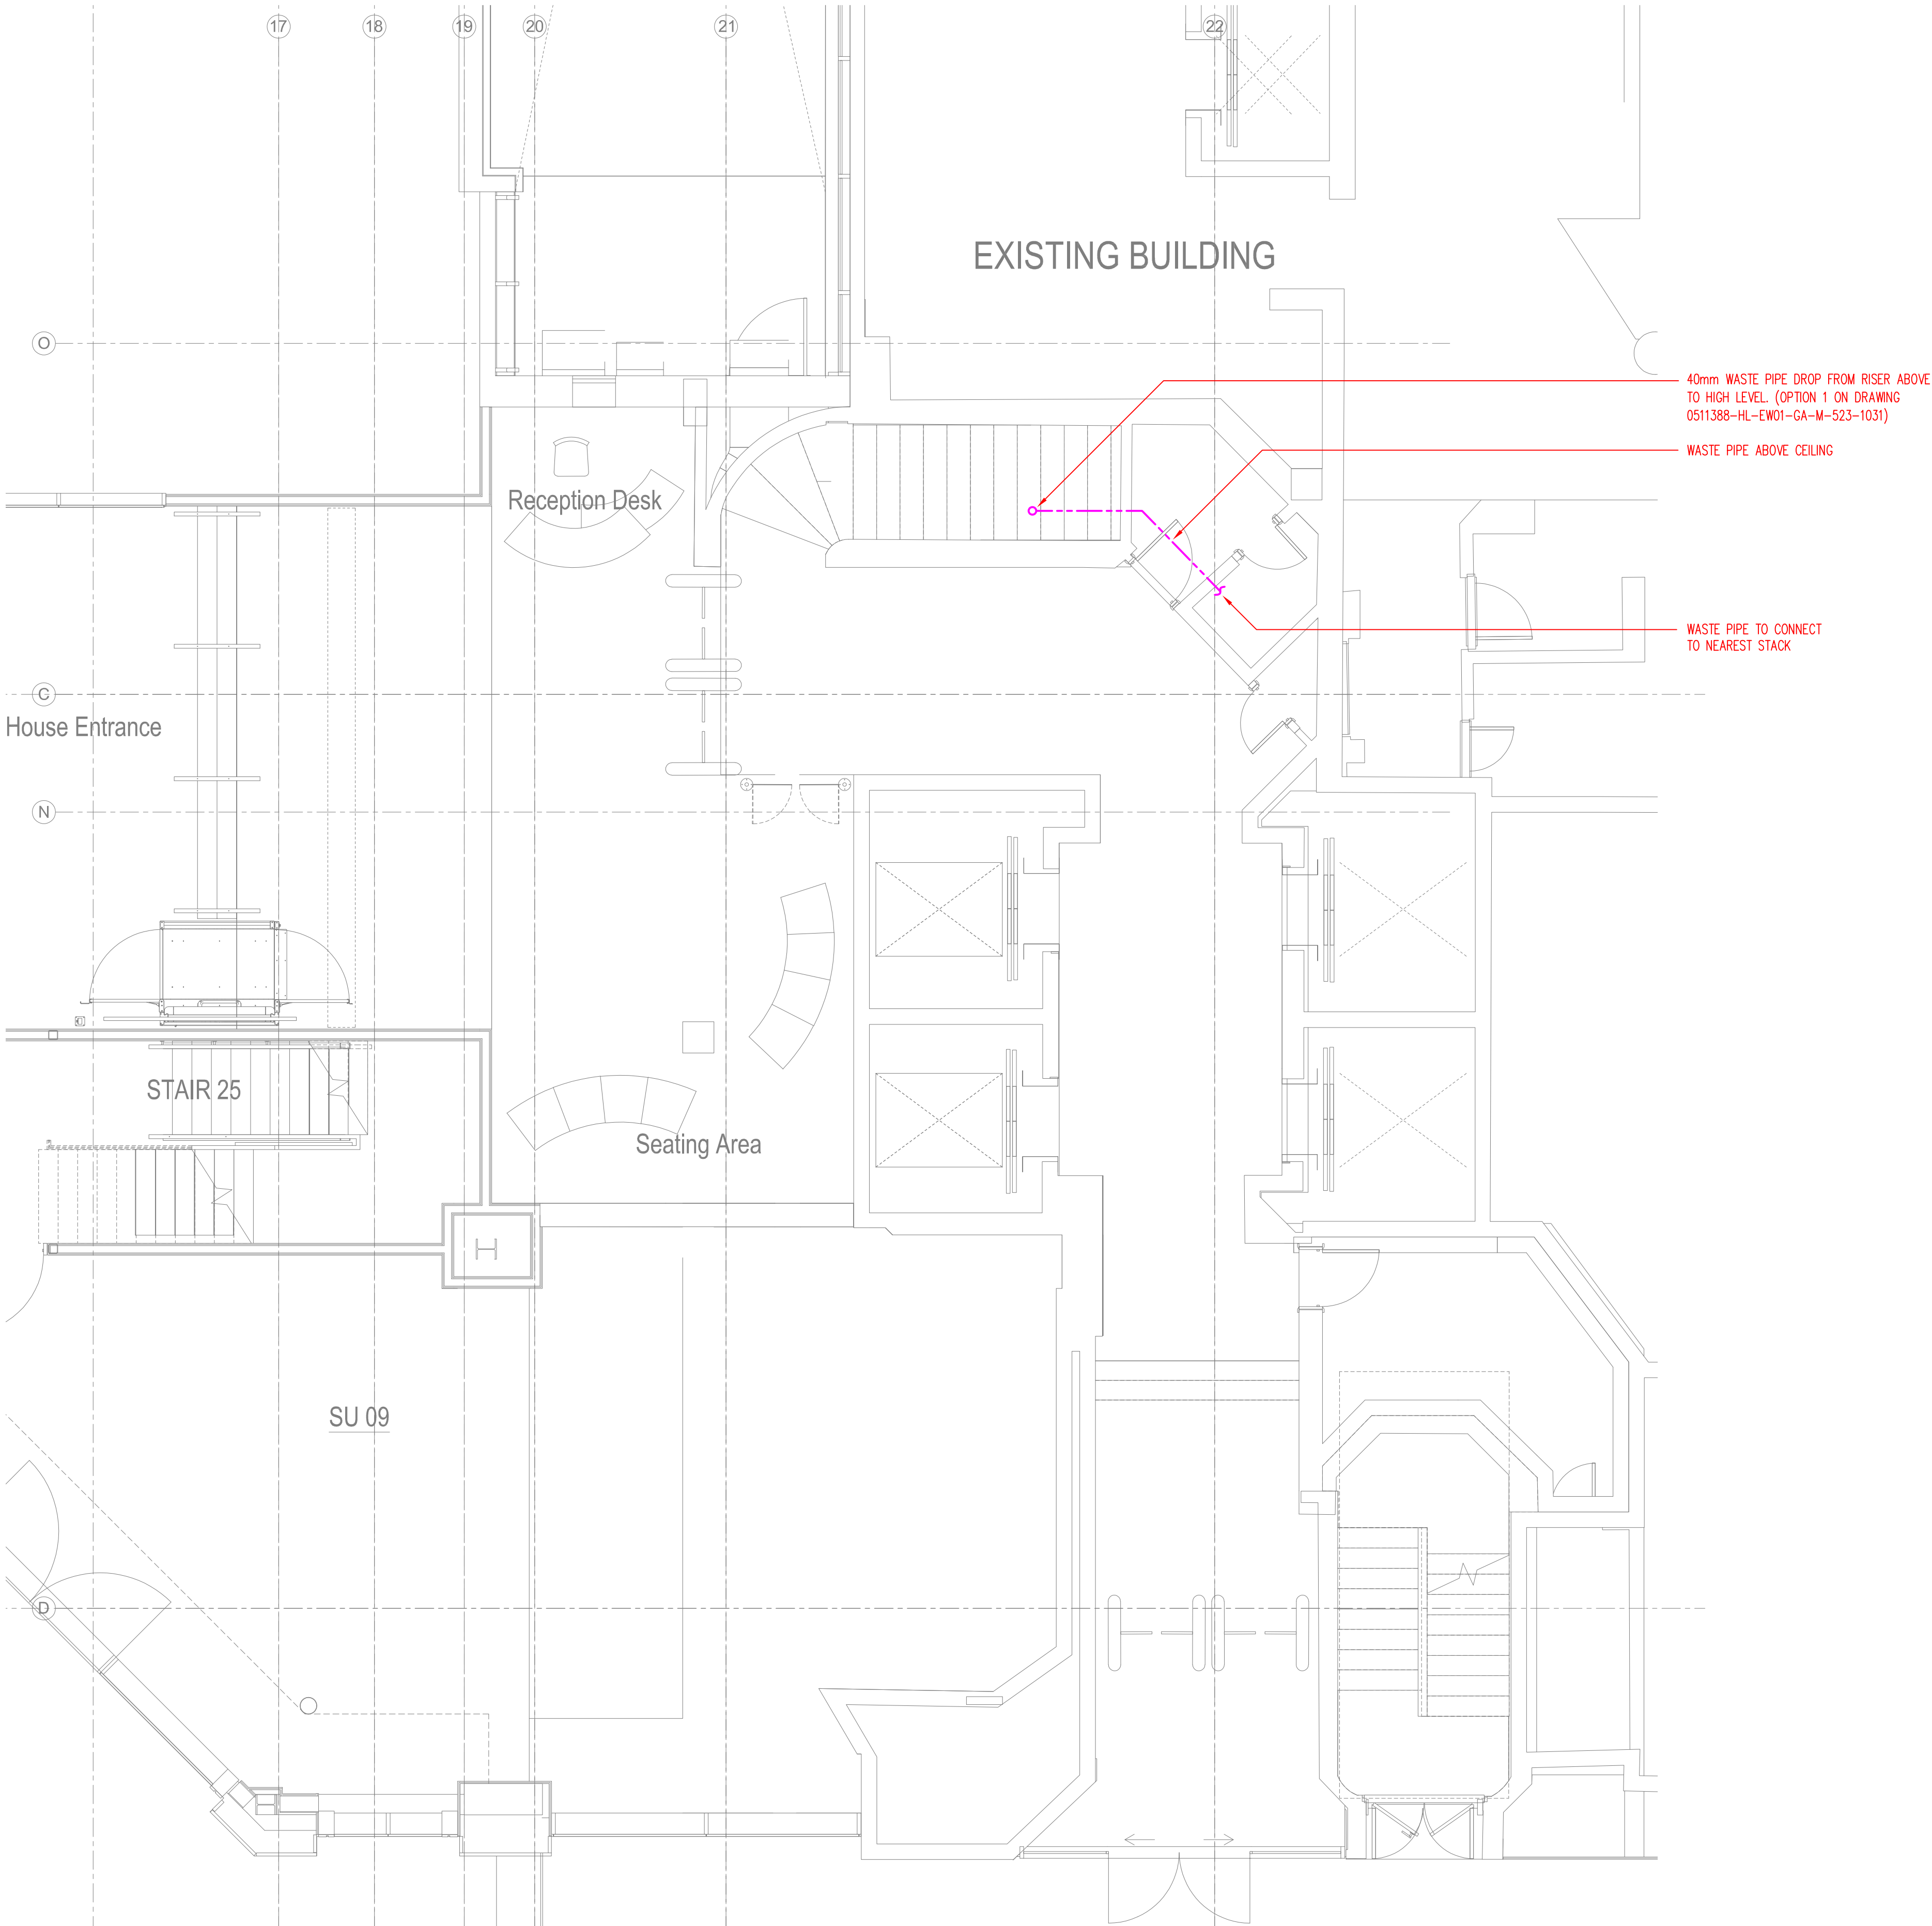 17
18
19
20
21
22
EXISTING BUILDING
O
40mm WASTE PIPE DROP FROM RISER ABOVE
TO HIGH LEVEL. (OPTION 1 ON DRAWING
0511388-HL-EW01-GA-M-523-1031)
WASTE PIPE ABOVE CEILING
Reception Desk
WASTE PIPE TO CONNECT
TO NEAREST STACK
C
House Entrance
N
STAIR 25
Seating Area
SU 09
D